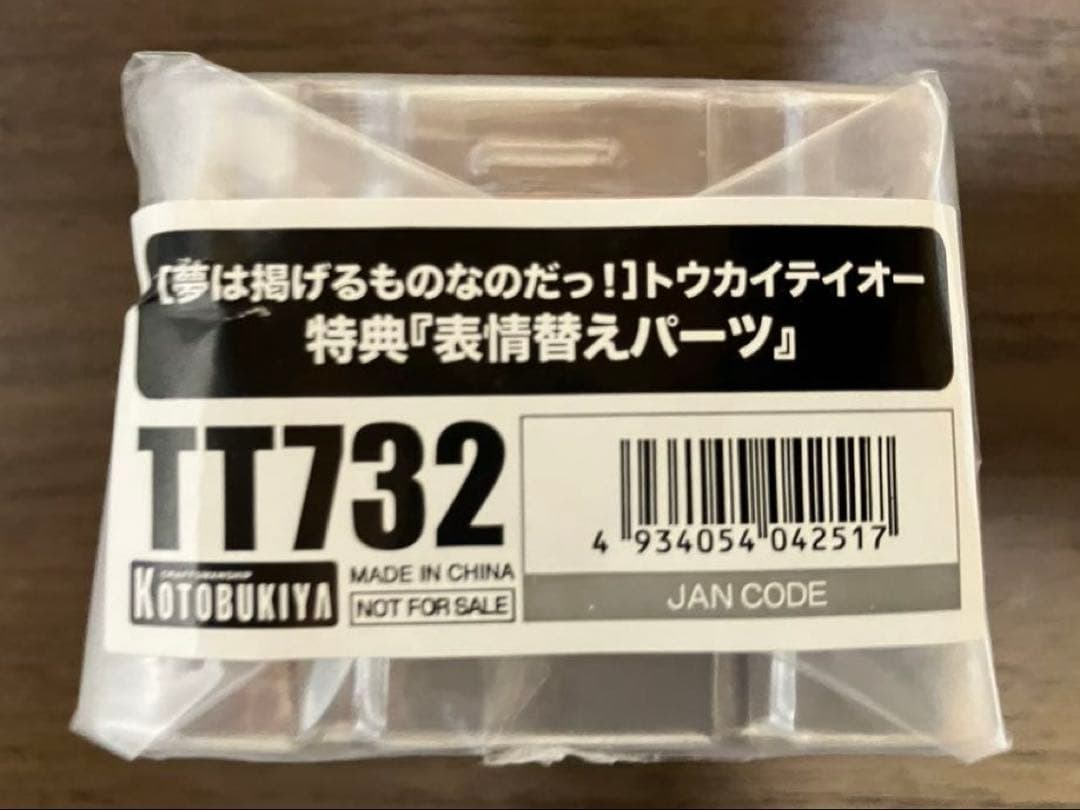 [夢は掲げるものなのだっ!]トウカイテイオー
特典『表情替えパーツ』
TT732
CRAFTSMANSHIP
KOTOBUKIYA
MADE IN CHINA
NOT FOR SALE
4 934054 042517
JAN CODE